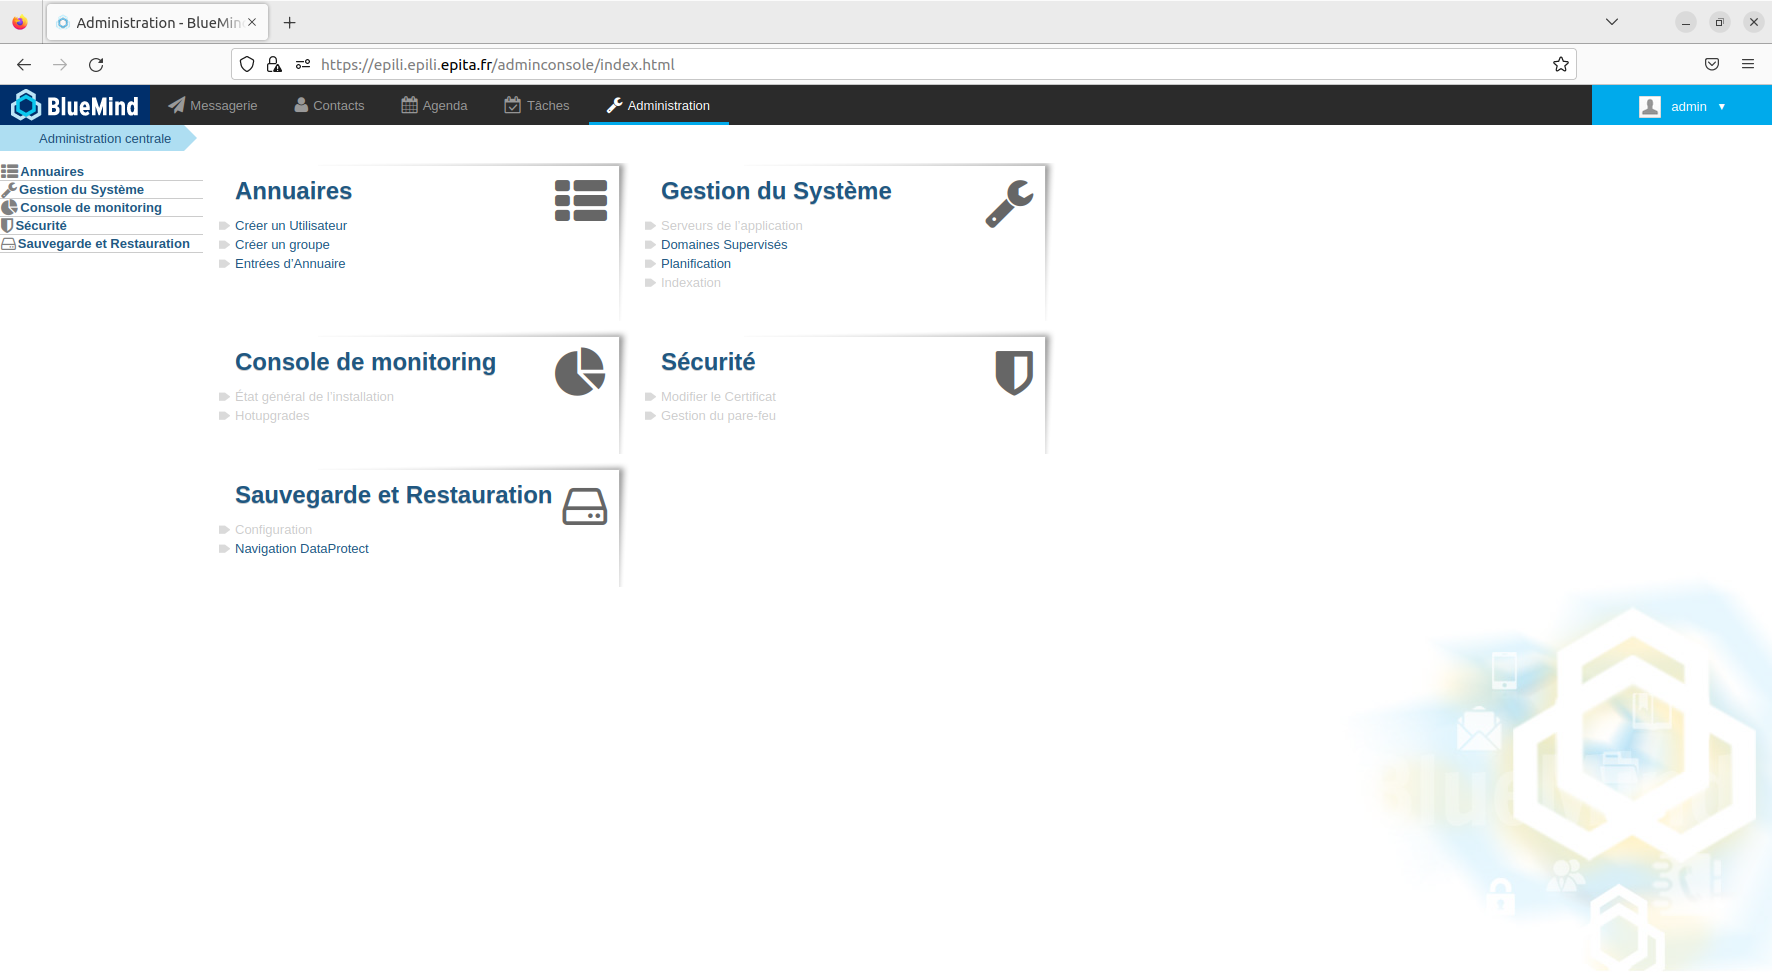 Administration - BlueMin
https://epili.epili.epita.fr/adminconsole/index.html
BlueMind
Messagerie
Contacts
Agenda
Tâches
Administration
admin
Administration centrale
Annuaires
Gestion du Système
Console de monitoring
Sécurité
Sauvegarde et Restauration
Annuaires
Créer un Utilisateur
Créer un groupe
Entrées d’Annuaire
Gestion du Système
Serveurs de l’application
Domaines Supervisés
Planification
Indexation
Console de monitoring
État général de l’installation
Hotupgrades
Sécurité
Modifier le Certificat
Gestion du pare-feu
Sauvegarde et Restauration
Configuration
Navigation DataProtect